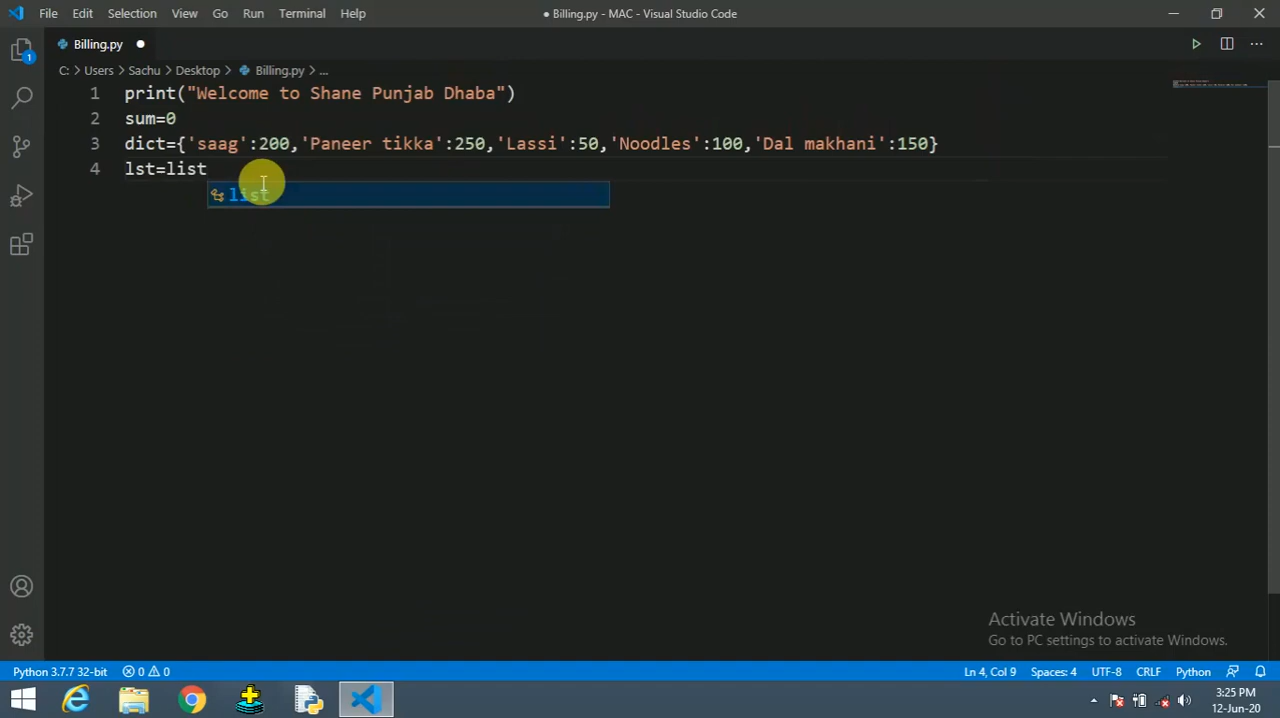 File Edit Selection View Go Run Terminal Help ● Billing.py - MAC - Visual Studio Code
Billing.py ●
C: > Users > Sachu > Desktop > Billing.py > ...
1 print("Welcome to Shane Punjab Dhaba")
2 sum=0
3 dict={'saag':200,'Paneer tikka':250,'Lassi':50,'Noodles':100,'Dal makhani':150}
4 lst=list
list
1
Activate Windows
Go to PC settings to activate Windows.
Python 3.7.7 32-bit 0 0 Ln 4, Col 9 Spaces: 4 UTF-8 CRLF Python
3:25 PM
12-Jun-20